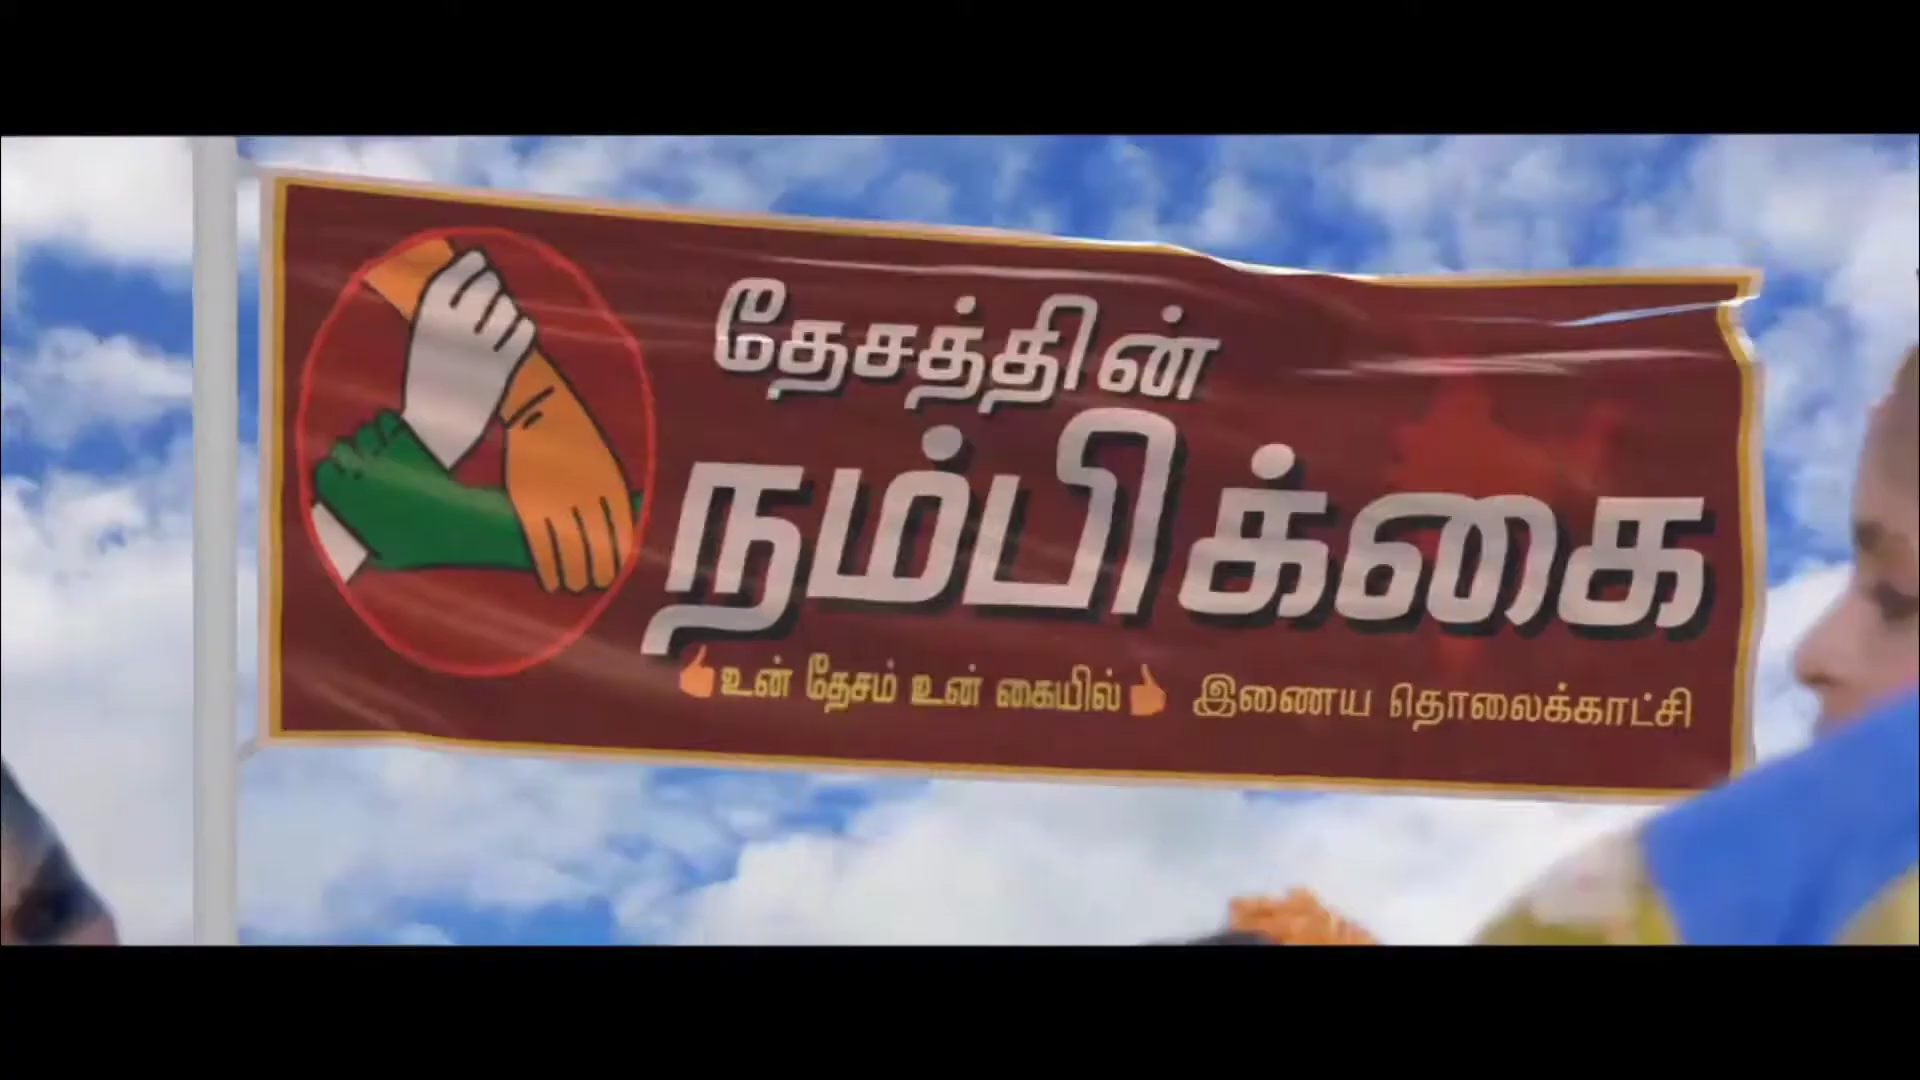 தேசத்தின்
நம்பிக்கை
உன் தேசம் உன் கையில் இணைய தொலைக்காட்சி